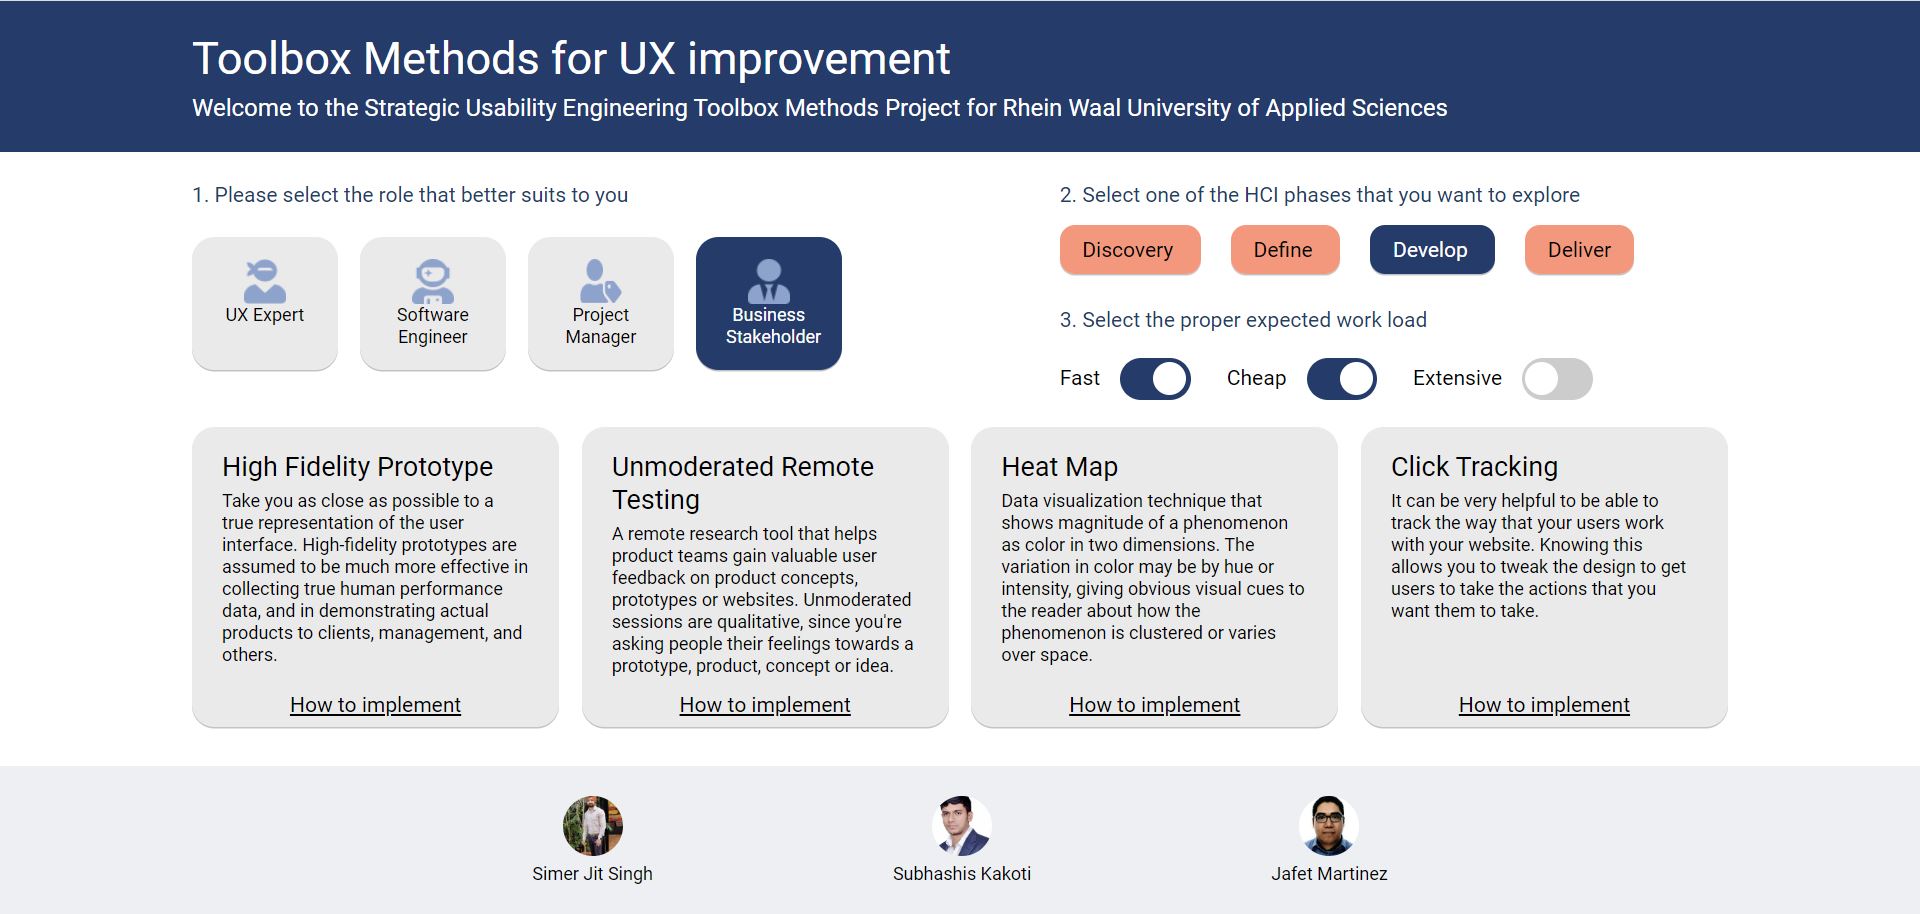 Toolbox Methods for UX improvement
Welcome to the Strategic Usability Engineering Toolbox Methods Project for Rhein Waal University of Applied Sciences
1. Please select the role that better suits to you
UX Expert
Software
Engineer
Project
Manager
Business
Stakeholder
2. Select one of the HCI phases that you want to explore
Discovery
Define
Develop
Deliver
3. Select the proper expected work load
Fast
Cheap
Extensive
High Fidelity Prototype
Take you as close as possible to a
true representation of the user
interface. High-fidelity prototypes are
assumed to be much more effective in
collecting true human performance
data, and in demonstrating actual
products to clients, management, and
others.
How to implement
Unmoderated Remote
Testing
A remote research tool that helps
product teams gain valuable user
feedback on product concepts,
prototypes or websites. Unmoderated
sessions are qualitative, since you're
asking people their feelings towards a
prototype, product, concept or idea.
How to implement
Heat Map
Data visualization technique that
shows magnitude of a phenomenon
as color in two dimensions. The
variation in color may be by hue or
intensity, giving obvious visual cues to
the reader about how the
phenomenon is clustered or varies
over space.
How to implement
Click Tracking
It can be very helpful to be able to
track the way that your users work
with your website. Knowing this
allows you to tweak the design to get
users to take the actions that you
want them to take.
How to implement
Simer Jit Singh
Subhashis Kakoti
Jafet Martinez